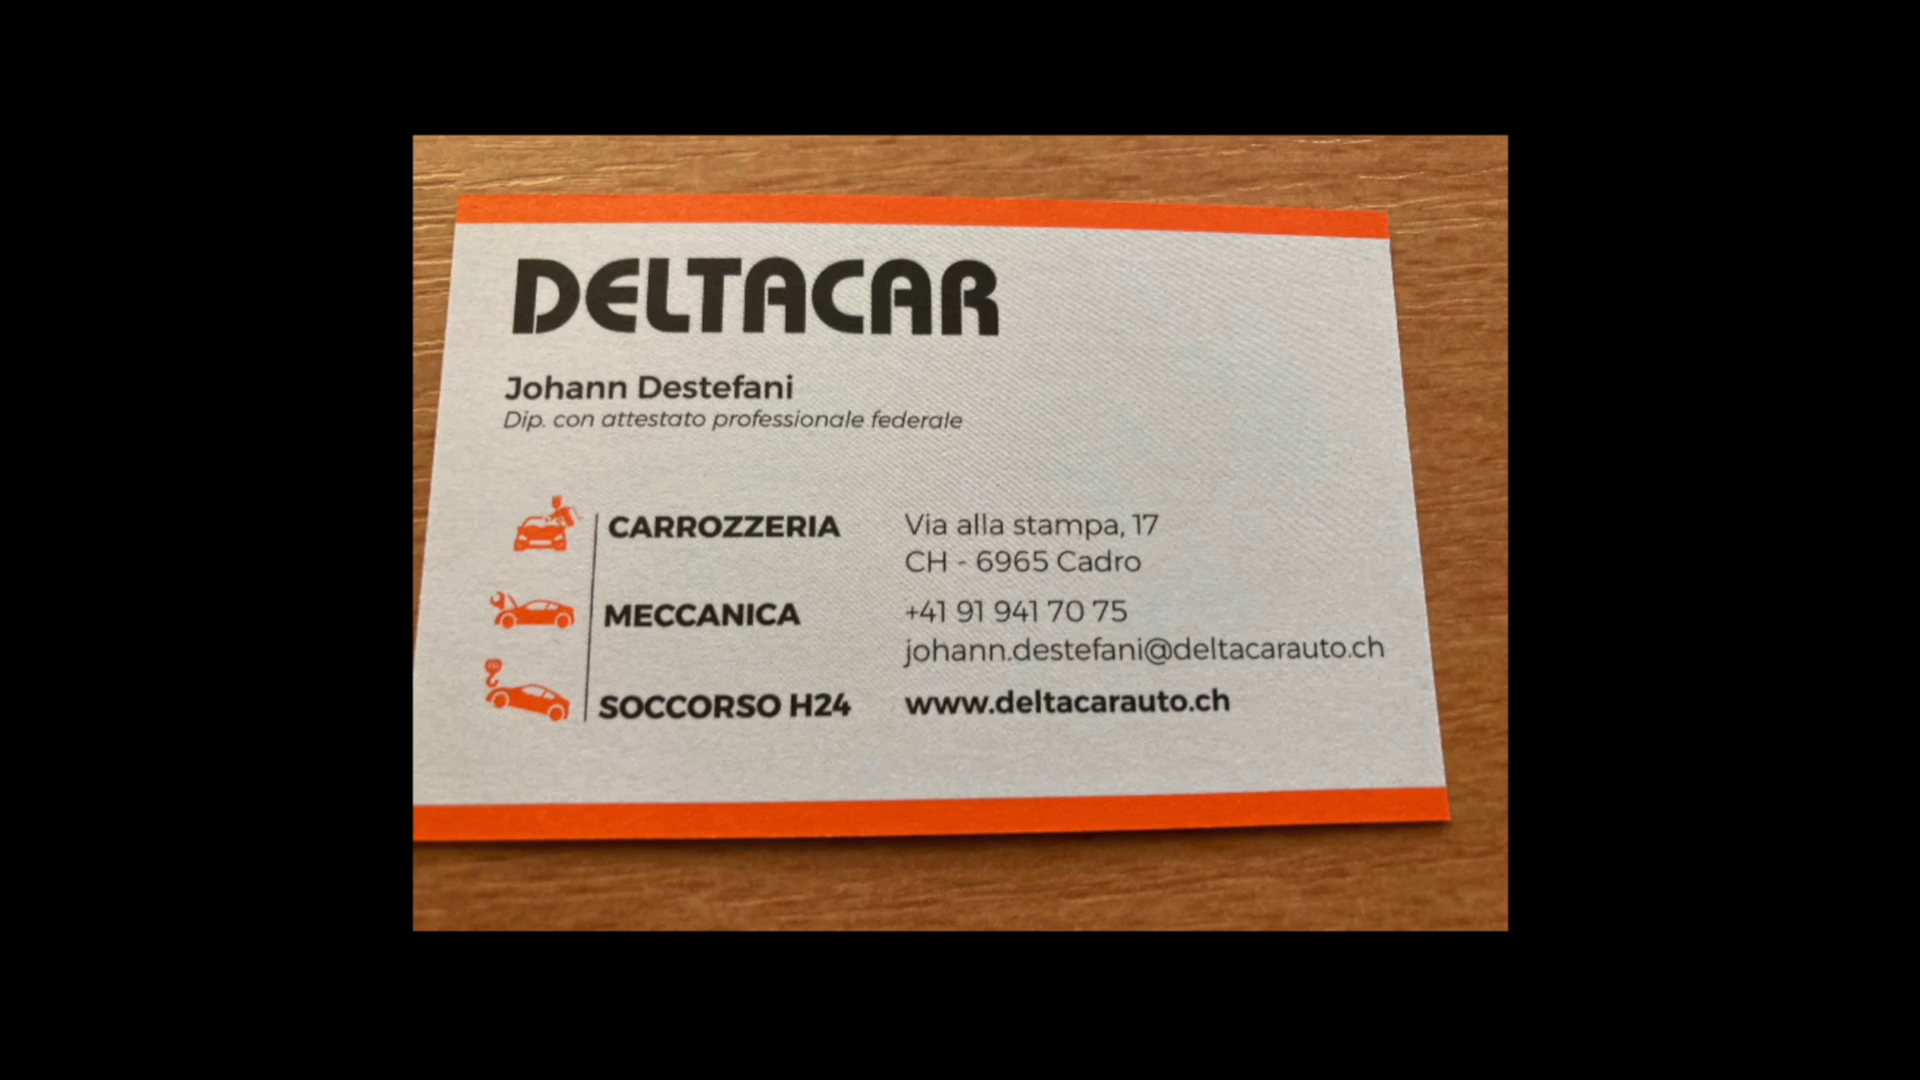 DELTACAR
Johann Destefani
Dip. con attestato professionale federale
CARROZZERIA
MECCANICA
SOCCORSO H24
Via alla stampa, 17
CH - 6965 Cadro
+41 91 941 70 75
johann.destefani@deltacarauto.ch
www.deltacarauto.ch